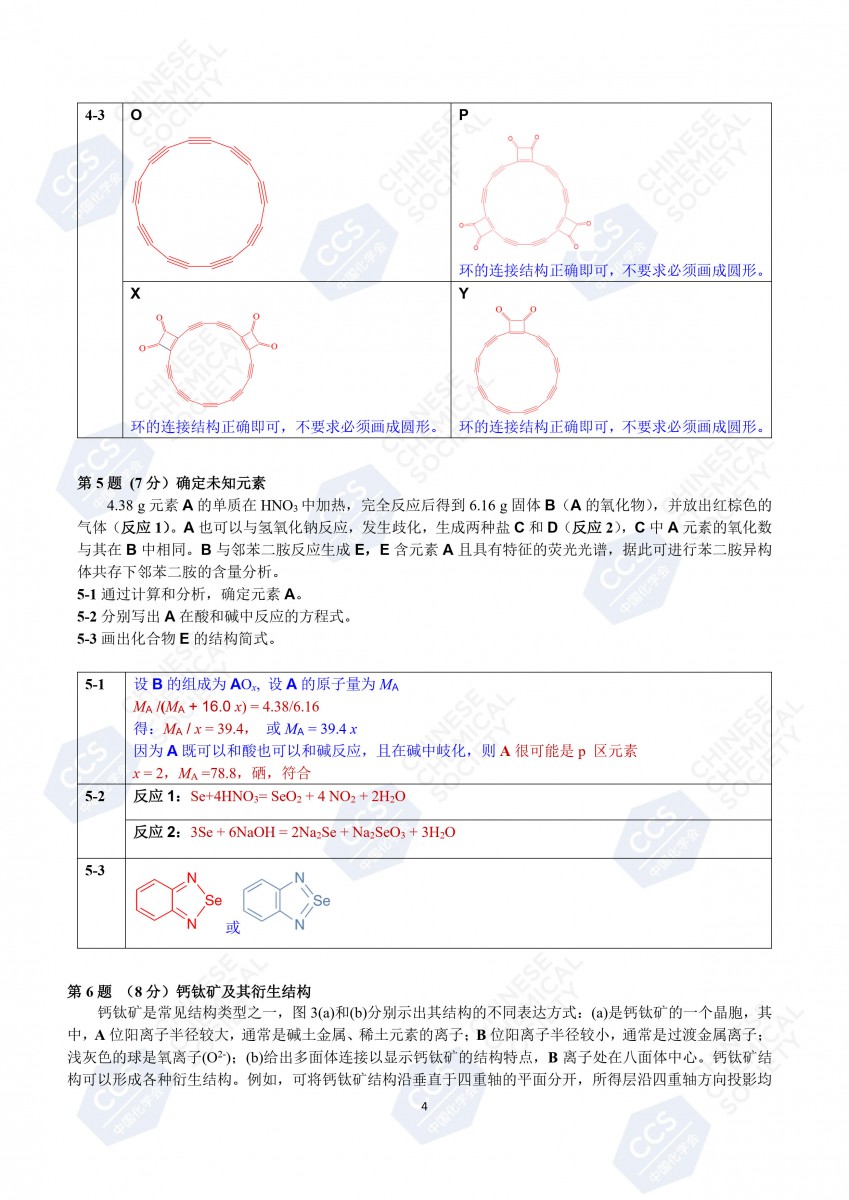 4-3
O
P
O
O
O
O
O
O
环的连接结构正确即可，不要求必须画成圆形。
X
Y
O
O
O
O
O
O
环的连接结构正确即可，不要求必须画成圆形。
环的连接结构正确即可，不要求必须画成圆形。
第 5 题 (7 分）确定未知元素
4.38 g 元素 A 的单质在 HNO₃ 中加热，完全反应后得到 6.16 g 固体 B（A 的氧化物），并放出红棕色的
气体（反应 1）。A 也可以与氢氧化钠反应，发生歧化，生成两种盐 C 和 D（反应 2），C 中 A 元素的氧化数
与其在 B 中相同。B 与邻苯二胺反应生成 E，E 含元素 A 且具有特征的荧光光谱，据此可进行苯二胺异构
体共存下邻苯二胺的含量分析。
5-1 通过计算和分析，确定元素 A。
5-2 分别写出 A 在酸和碱中反应的方程式。
5-3 画出化合物 E 的结构简式。
5-1
设 B 的组成为 AOₓ, 设 A 的原子量为 M_A
M_A /(M_A + 16.0 x) = 4.38/6.16
得：M_A / x = 39.4， 或 M_A = 39.4 x
因为 A 既可以和酸也可以和碱反应，且在碱中岐化，则 A 很可能是 p 区元素
x = 2，M_A =78.8，硒，符合
5-2
反应 1：Se+4HNO₃= SeO₂ + 4 NO₂ + 2H₂O
反应 2：3Se + 6NaOH = 2Na₂Se + Na₂SeO₃ + 3H₂O
5-3
N
Se
N
或
N
Se
N
第 6 题 （8 分）钙钛矿及其衍生结构
钙钛矿是常见结构类型之一，图 3(a)和(b)分别示出其结构的不同表达方式：(a)是钙钛矿的一个晶胞，其
中，A 位阳离子半径较大，通常是碱土金属、稀土元素的离子；B 位阳离子半径较小，通常是过渡金属离子；
浅灰色的球是氧离子(O²⁻)；(b)给出多面体连接以显示钙钛矿的结构特点，B 离子处在八面体中心。钙钛矿结
构可以形成各种衍生结构。例如，可将钙钛矿结构沿垂直于四重轴的平面分开，所得层沿四重轴方向投影均
4
CCS
中国化学会
CHINESE
CHEMICAL
SOCIETY